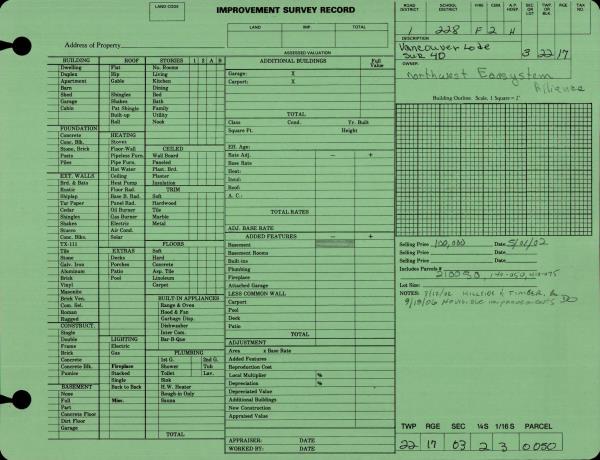 LAND CODE
IMPROVEMENT SURVEY RECORD
ROAD DISTRICT
SCHOOL DISTRICT
FIRE
CEM.
A.P. HOSP.
SEC. OR LOT
TWP. OR BLK.
RGE
TAX NO.
1 228 F2 H
LAND IMP. TOTAL
DESCRIPTION
Vancouver Lode
Sur 4D
3 22 17
OWNER:
Northwest Ecosystem
Alliance
Address of Property
ASSESSED VALUATION
BUILDING
Dwelling
Duplex
Apartment
Barn
Shed
Garage
Cabin
FOUNDATION
Concrete
Conc. Blk.
Stone, Brick
Posts
Piles
EXT. WALLS
Brd. & Bats
Rustic
Shiplap
Tar Paper
Cedar
Shingles
Shakes
Stucco
Conc. Blks.
TX-111
Tile
Stone
Galv. Iron
Aluminum
Brick
Vinyl
Masonite
Brick Ven.
Com. Sel.
Roman
Rugged
CONSTRUCT.
Single
Double
Frame
Brick
Concrete
Concrete Blk.
Pumice
BASEMENT
None
Full
Part
Concrete Floor
Dirt Floor
Garage
ROOF
Flat
Hip
Gable
Shingles
Shakes
Pat Shingle
Built-up
Roll
HEATING
Stoves
Floor-Wall
Pipeless Furn.
Pipe Furn.
Hot Water
Ceiling
Heat Pump
Floor Rad.
Base B. Rad.
Panel Rad.
Oil Burner
Gas Burner
Electric
Air Cond.
Solar
EXTRAS
Decks
Porches
Patio
Pool
LIGHTING
Electric
Gas
Fireplace
Stacked
Single
Back to Back
Misc.
STORIES 1 2 A B
No. Rooms
Living
Kitchen
Dining
Bed
Bath
Family
Utility
Nook
CEILED
Wall Board
Paneled
Plast. Brd.
Plaster
Insulation
TRIM
Soft
Hardwood
Tile
Marble
Metal
FLOORS
Soft
Hard
Concrete
Asp. Tile
Linoleum
Carpet
BUILT-IN APPLIANCES
Range & Oven
Hood & Fan
Garbage Disp.
Dishwasher
Inter Com.
Bar-B-Que
PLUMBING
1st G. 2nd G.
Shower Tub
Toilet Lav.
Sink
H.W. Heater
Rough-in Only
Sauna
TOTAL
ADDITIONAL BUILDINGS Full Value
Garage: X
Carport: X
TOTAL
Class Cond. Yr. Built
Square Ft. Height
Eff. Age:
Rate Adj. − +
Base Rate
Heat:
Insul:
Roof:
A. C.:
TOTAL RATES
ADJ. BASE RATE
ADDED FEATURES − +
Basement
Basement Rooms
Built-ins
Plumbing
Fireplace
Attached Garage
LESS COMMON WALL
Carport
Pool
Deck
Patio
TOTAL
ADJUSTMENT
Area x Base Rate
Added Features
Reproduction Cost
Local Multiplier %
Depreciation %
Depreciated Value
Additional Buildings
New Construction
Appraised Value
APPRAISER: DATE
WORKED BY: DATE
Building Outline. Scale, 1 Square = 1'
Selling Price 100,000 Date 5/01/02
Selling Price Date
Selling Price Date
Includes Parcels #
Lot Size:
NOTES: HILLSIDE & TIMBER,
9/19/06 No visible improvements
TWP RGE SEC ¼S 1/16S PARCEL
22 17 03 2 3 0050